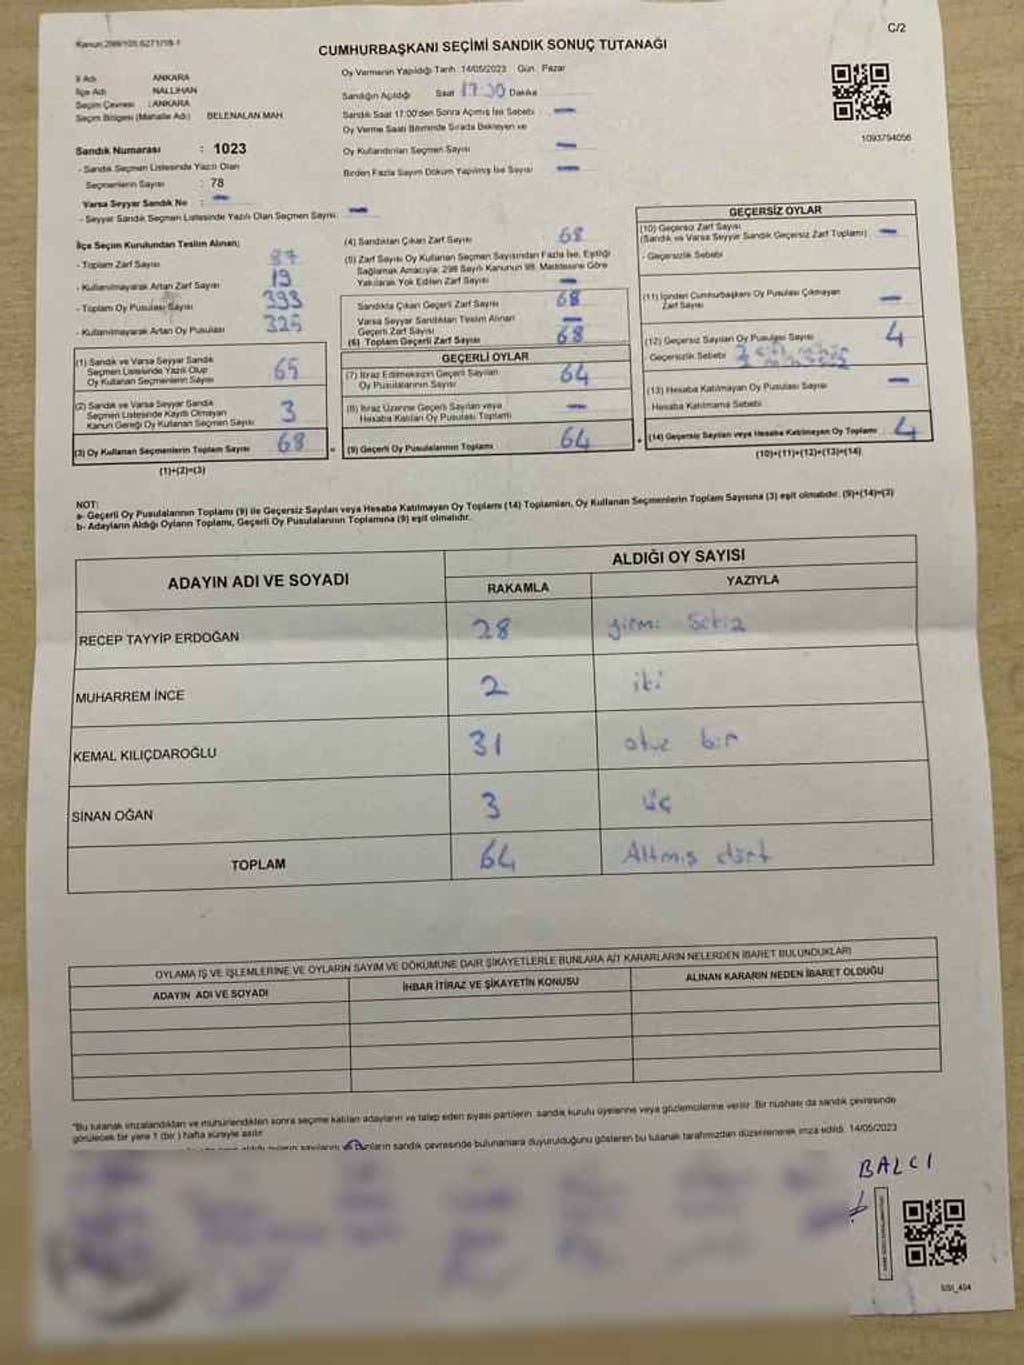 Kanun:298/105.6271/18-1
C/2
CUMHURBAŞKANI SEÇİMİ SANDIK SONUÇ TUTANAĞI
İl Adı ANKARA
İlçe Adı NALLIHAN
Seçim Çevresi : ANKARA
Seçim Bölgesi (Mahalle Adı) BELENALAN MAH
Sandık Numarası : 1023
- Sandık Seçmen Listesinde Yazılı Olan
Seçmenlerin Sayısı : 78
Varsa Seyyar Sandık No : —
- Seyyar Sandık Seçmen Listesinde Yazılı Olan Seçmen Sayısı: —
Oy Vermenin Yapıldığı Tarih :14/05/2023 Gün : Pazar
Sandığın Açıldığı Saat 17:30 Dakika
Sandık Saat 17:00'den Sonra Açılmış İse Sebebi —
Oy Verme Saati Bitiminde Sırada Bekleyen ve
Oy Kullandırılan Seçmen Sayısı —
Birden Fazla Sayım Döküm Yapılmış İse Sayısı —
1093794056
İlçe Seçim Kurulundan Teslim Alınan;
- Toplam Zarf Sayısı 87
- Kullanılmayarak Artan Zarf Sayısı 19
- Toplam Oy Pusulası Sayısı 393
- Kullanılmayarak Artan Oy Pusulası 325
(1) Sandık ve Varsa Seyyar Sandık
Seçmen Listesinde Yazılı Olup
Oy Kullanan Seçmenlerin Sayısı 65
(2) Sandık ve Varsa Seyyar Sandık
Seçmen Listesinde Kayıtlı Olmayan
Kanun Gereği Oy Kullanan Seçmen Sayısı 3
(3) Oy Kullanan Seçmenlerin Toplam Sayısı 68
(1)+(2)=(3)
(4) Sandıktan Çıkan Zarf Sayısı 68
(5) Zarf Sayısı Oy Kullanan Seçmen Sayısından Fazla İse, Eşitliği
Sağlamak Amacıyla; 298 Sayılı Kanunun 98. Maddesine Göre
Yakılarak Yok Edilen Zarf Sayısı —
Sandıkta Çıkan Geçerli Zarf Sayısı 68
Varsa Seyyar Sandıktan Teslim Alınan
Geçerli Zarf Sayısı —
(6) Toplam Geçerli Zarf Sayısı 68
GEÇERLİ OYLAR
(7) İtiraz Edilmeksizin Geçerli Sayılan
Oy Pusulalarının Sayısı 64
(8) İtiraz Üzerine Geçerli Sayılan veya
Hesaba Katılan Oy Pusulası Toplamı —
= (9) Geçerli Oy Pusulalarının Toplamı 64
GEÇERSİZ OYLAR
(10) Geçersiz Zarf Sayısı
(Sandık ve Varsa Seyyar Sandık Geçersiz Zarf Toplamı) —
- Geçersizlik Sebebi
(11) İçinden Cumhurbaşkanı Oy Pusulası Çıkmayan
Zarf Sayısı —
(12) Geçersiz Sayılan Oy Pusulası Sayısı 4
- Geçersizlik Sebebi
(13) Hesaba Katılmayan Oy Pusulası Sayısı —
Hesaba Katılmama Sebebi
+ (14) Geçersiz Sayılan veya Hesaba Katılmayan Oy Toplamı 4
(10)+(11)+(12)+(13)=(14)
NOT:
a- Geçerli Oy Pusulalarının Toplamı (9) ile Geçersiz Sayılan veya Hesaba Katılmayan Oy Toplamı (14) Toplamları, Oy Kullanan Seçmenlerin Toplam Sayısına (3) eşit olmalıdır. (9)+(14)=(3)
b- Adayların Aldığı Oyların Toplamı, Geçerli Oy Pusulalarının Toplamına (9) eşit olmalıdır.
ADAYIN ADI VE SOYADI ALDIĞI OY SAYISI
RAKAMLA YAZIYLA
RECEP TAYYİP ERDOĞAN 28 yirmi sekiz
MUHARREM İNCE 2 iki
KEMAL KILIÇDAROĞLU 31 otuz bir
SİNAN OĞAN 3 üç
TOPLAM 64 Altmış dört
OYLAMA İŞ VE İŞLEMLERİNE VE OYLARIN SAYIM VE DÖKÜMÜNE DAİR ŞİKAYETLERLE BUNLARA AİT KARARLARIN NELERDEN İBARET BULUNDUKLARI
ADAYIN ADI VE SOYADI İHBAR İTİRAZ VE ŞİKAYETİN KONUSU ALINAN KARARIN NEDEN İBARET OLDUĞU
"Bu tutanak imzalandıktan ve mühürlendikten sonra seçime katılan adayların ve talep eden siyasi partilerin sandık kurulu üyelerine veya gözlemcilerine verilir. Bir nüshası da sandık çevresinde
görülecek bir yere 1 (bir) hafta süreyle asılır.
bunların sandık çevresinde bulunanlara duyurulduğunu gösteren bu tutanak tarafımızdan düzenlenerek imza edildi. 14/05/2023
BALCI
SSI_404